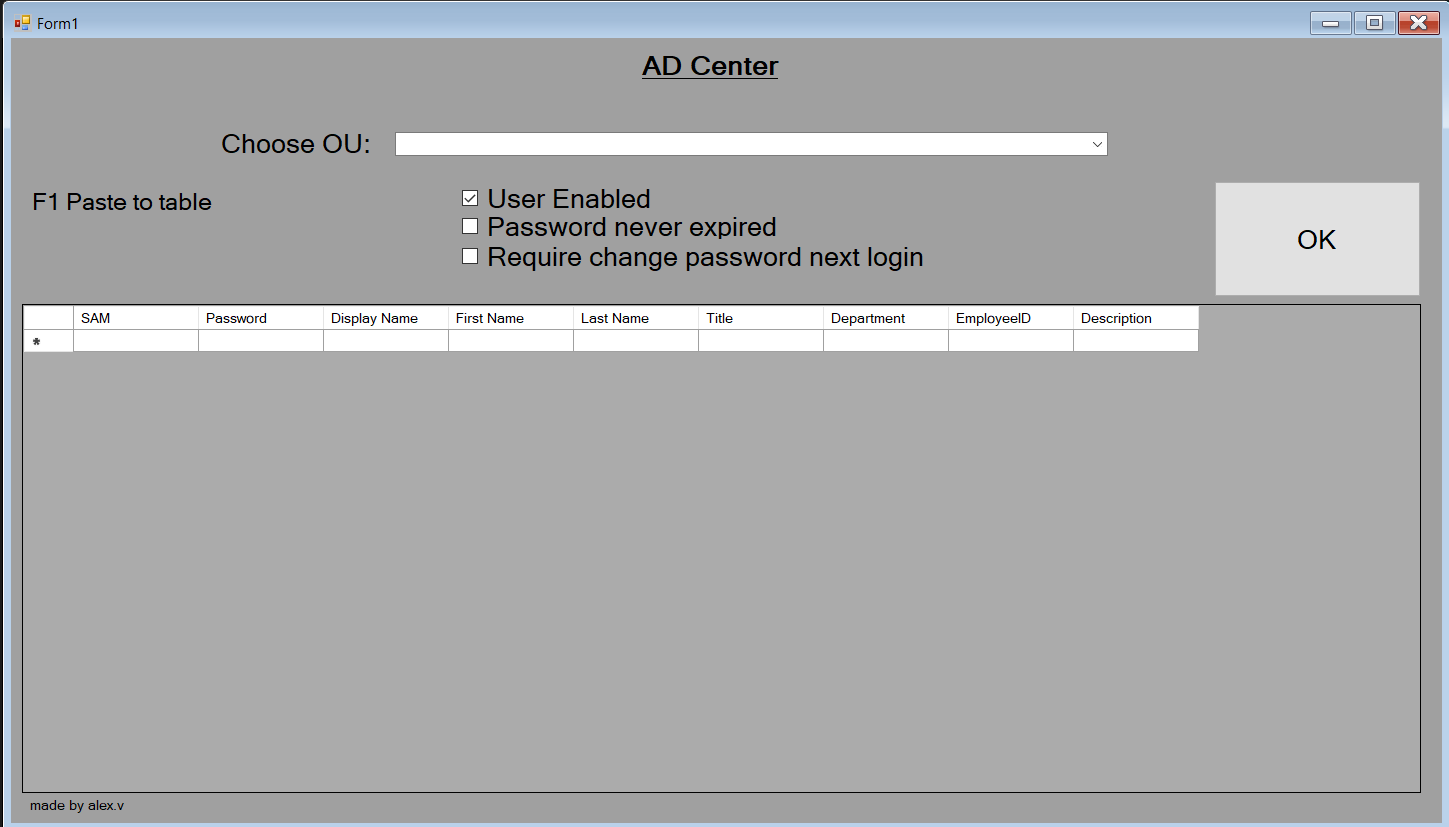 Form1
AD Center
Choose OU:
F1 Paste to table
User Enabled
Password never expired
Require change password next login
OK
SAM Password Display Name First Name Last Name Title Department EmployeeID Description
*
made by alex.v